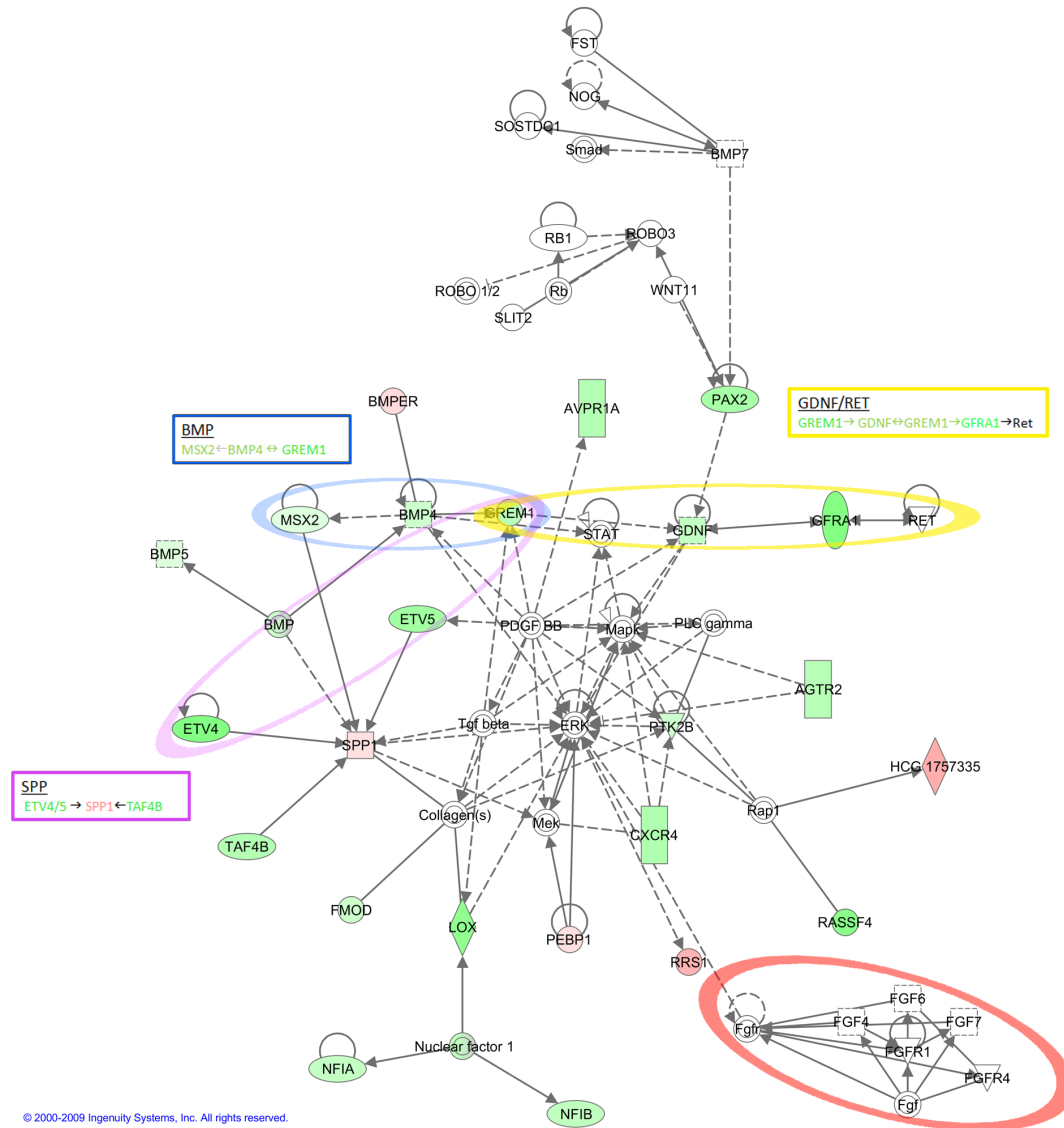 FST
NOG
SOSTDC1
Smad
BMP7
RB1
ROBO3
ROBO 1/2
Rb
WNT11
SLIT2
BMPER
AVPR1A
PAX2
BMP
MSX2←BMP4 ↔ GREM1
GDNF/RET
GREM1→ GDNF↔GREM1→GFRA1→Ret
MSX2
BMP4
GREM1
STAT
GDNF
GFRA1
RET
BMP5
BMP
ETV5
PDGF BB
Mapk
PLC gamma
AGTR2
ETV4
SPP1
Tgf beta
ERK
PTK2B
HCG 1757335
SPP
ETV4/5 → SPP1←TAF4B
Collagen(s)
Mek
CXCR4
Rap1
TAF4B
FMOD
LOX
PEBP1
RASSF4
RRS1
FGF6
Fgfr
FGF4
FGF7
FGFR1
FGFR4
Fgf
Nuclear factor 1
NFIA
NFIB
© 2000-2009 Ingenuity Systems, Inc. All rights reserved.